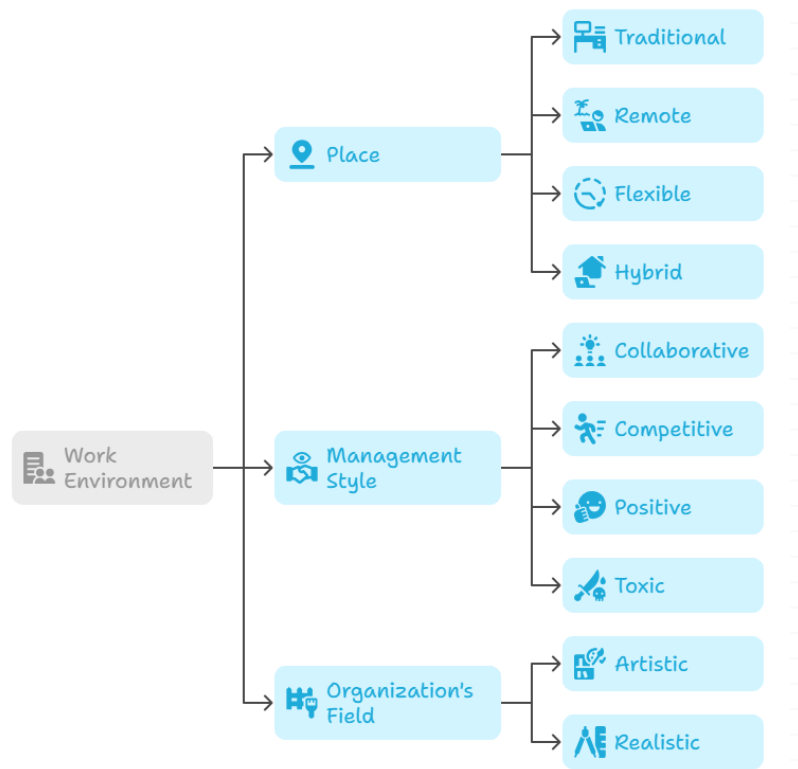 Traditional
Remote
Place
Flexible
Hybrid
Collaborative
Competitive
Work
Environment
Management
Style
Positive
Toxic
Artistic
Organization's
Field
Realistic